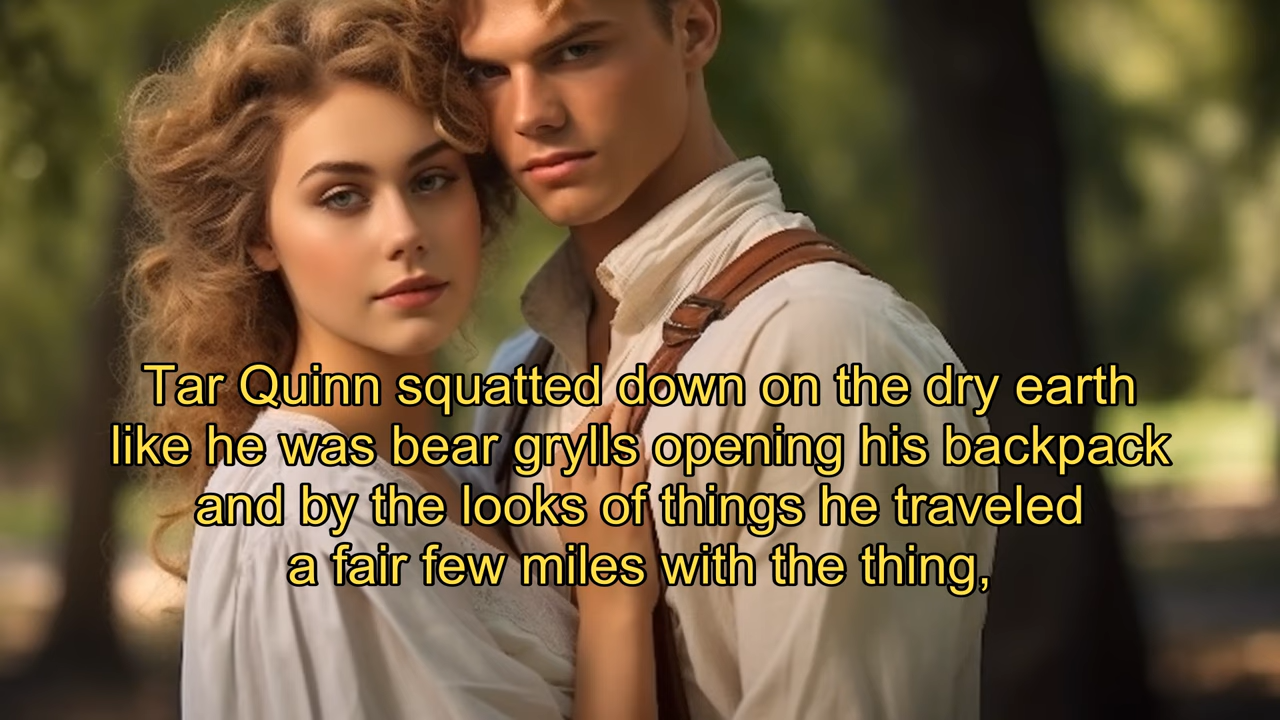 Tar Quinn squatted down on the dry earth
like he was bear grylls opening his backpack
and by the looks of things he traveled
a fair few miles with the thing,